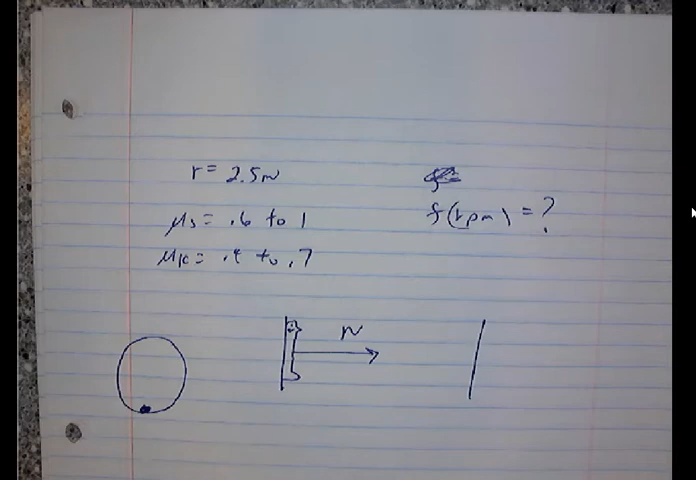 r = 2.5m
μs = .6 to 1
f(rpm) = ?
μk = .4 to .7
N